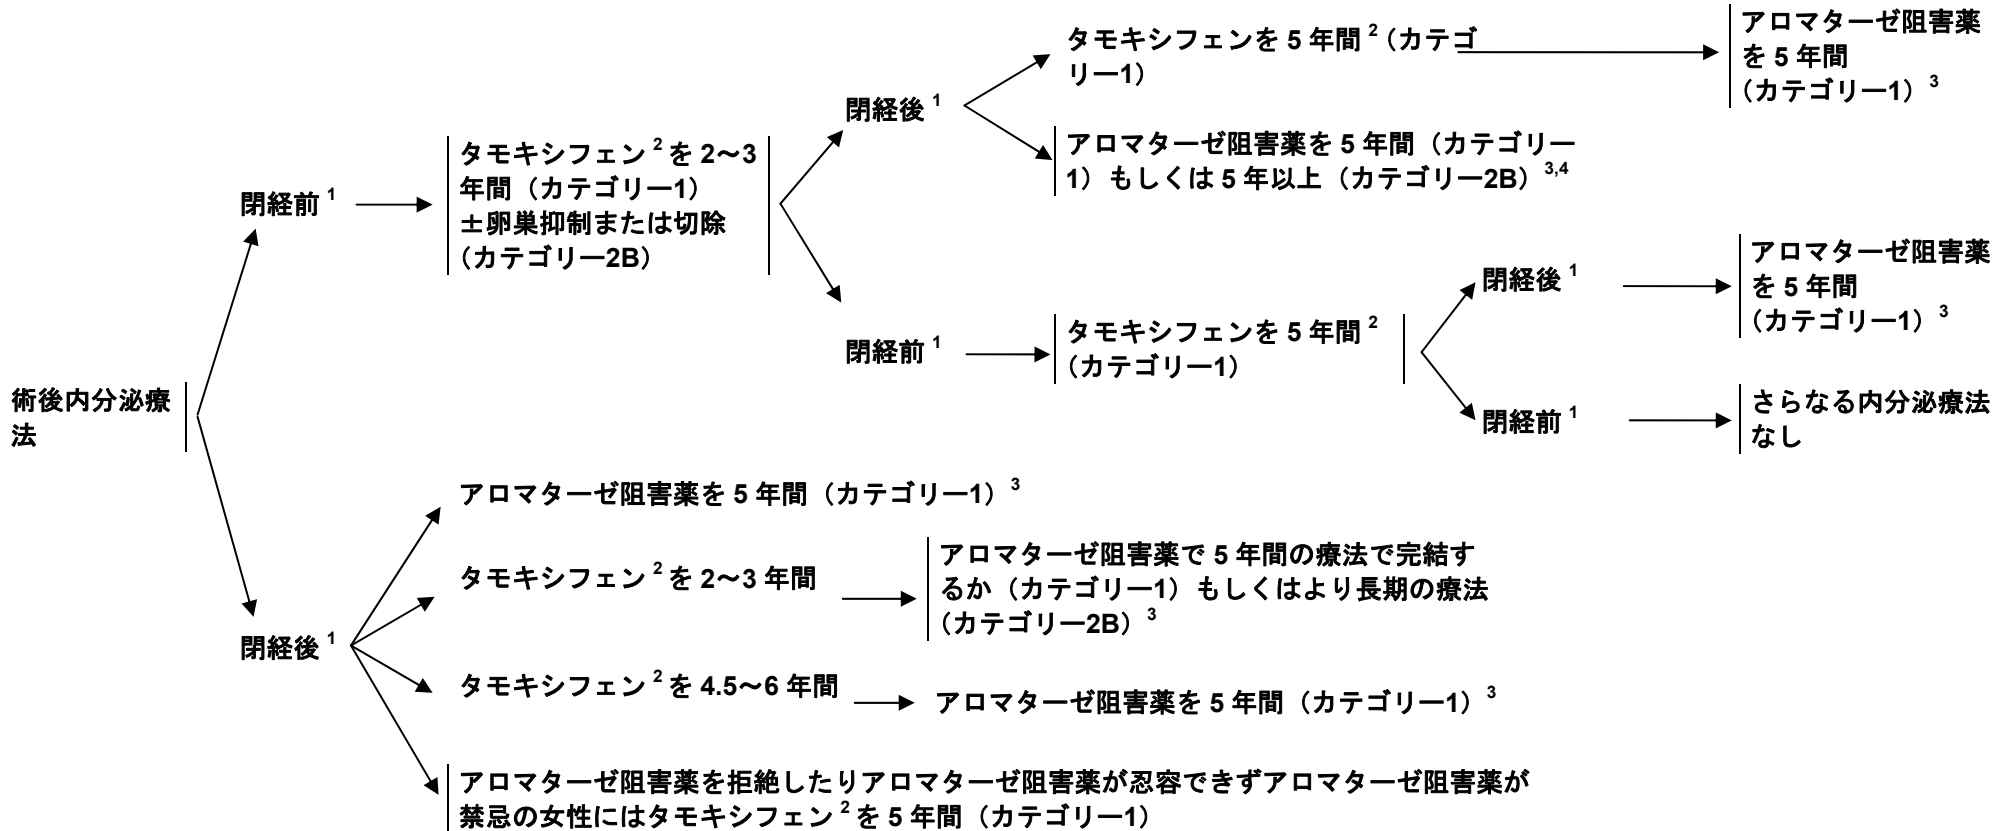 タモキシフェンを 5 年間 2（カテゴ
リー1）
アロマターゼ阻害薬
を 5 年間
（カテゴリー1）3
閉経後 1
アロマターゼ阻害薬を 5 年間（カテゴリー
1）もしくは 5 年以上（カテゴリー2B）3,4
閉経前 1
タモキシフェン 2 を 2～3
年間（カテゴリー1）
±卵巣抑制または切除
（カテゴリー2B）
閉経前 1
タモキシフェンを 5 年間 2
（カテゴリー1）
閉経後 1
アロマターゼ阻害薬
を 5 年間
（カテゴリー1）3
閉経前 1
さらなる内分泌療法
なし
術後内分泌療
法
閉経後 1
アロマターゼ阻害薬を 5 年間（カテゴリー1）3
タモキシフェン 2 を 2～3 年間
アロマターゼ阻害薬で 5 年間の療法で完結す
るか（カテゴリー1）もしくはより長期の療法
（カテゴリー2B）3
タモキシフェン 2 を 4.5～6 年間
アロマターゼ阻害薬を 5 年間（カテゴリー1）3
アロマターゼ阻害薬を拒絶したりアロマターゼ阻害薬が忍容できずアロマターゼ阻害薬が
禁忌の女性にはタモキシフェン 2 を 5 年間（カテゴリー1）